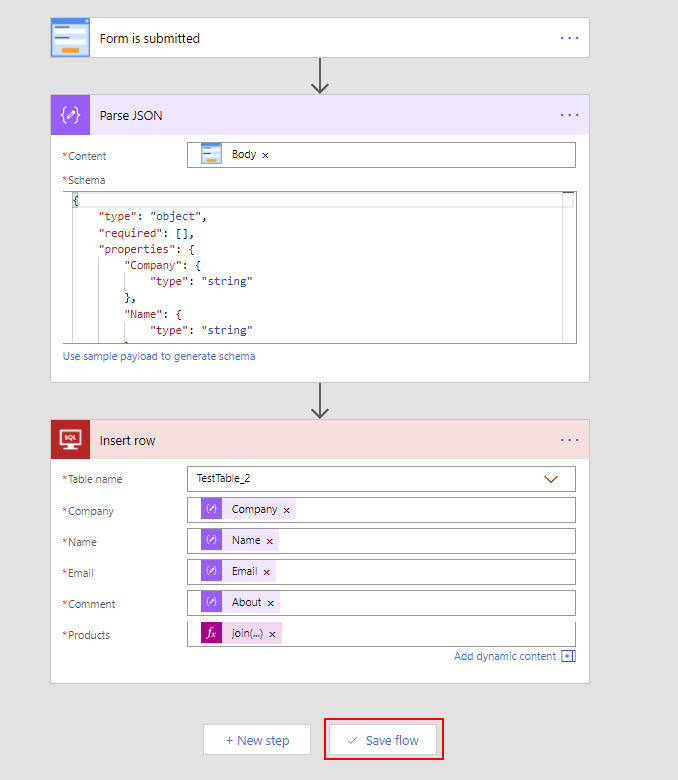 Form is submitted
Parse JSON
*Content
Body ×
*Schema
{
"type": "object",
"required": [],
"properties": {
"Company": {
"type": "string"
},
"Name": {
"type": "string"
Use sample payload to generate schema
SQL
Insert row
*Table name
TestTable_2
*Company
Company ×
*Name
Name ×
*Email
Email ×
*Comment
About ×
*Products
fx join(...) ×
Add dynamic content
+ New step
Save flow